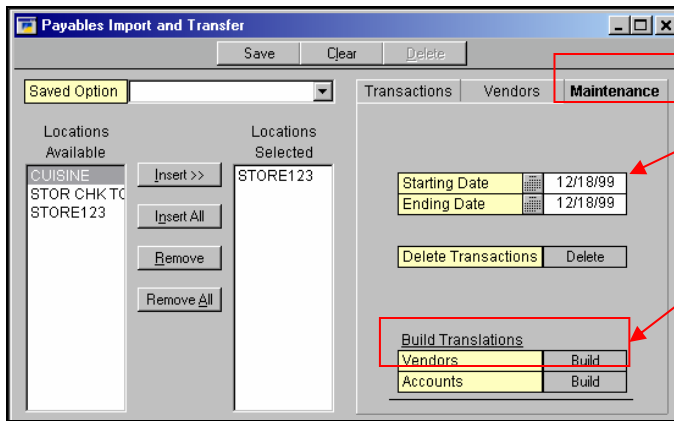 Payables Import and Transfer
Save Clear Delete
Saved Option
Transactions Vendors Maintenance
Locations Available
Locations Selected
CUISINE
STOR CHK TO
STORE123
Insert >>
Insert All
Remove
Remove All
STORE123
Starting Date 12/18/99
Ending Date 12/18/99
Delete Transactions Delete
Build Translations
Vendors Build
Accounts Build